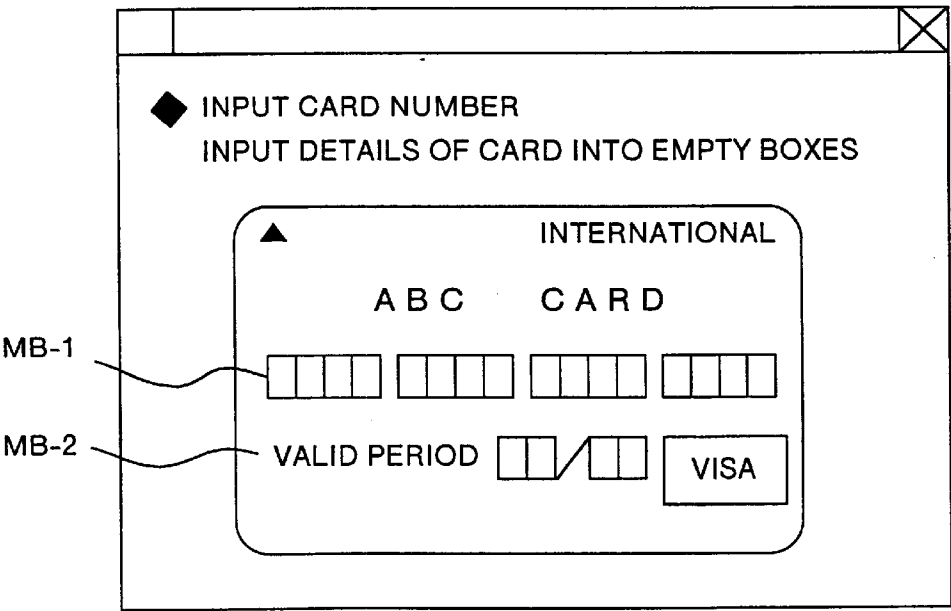 INPUT CARD NUMBER
INPUT DETAILS OF CARD INTO EMPTY BOXES
INTERNATIONAL
ABC CARD
MB-1
MB-2 VALID PERIOD / VISA